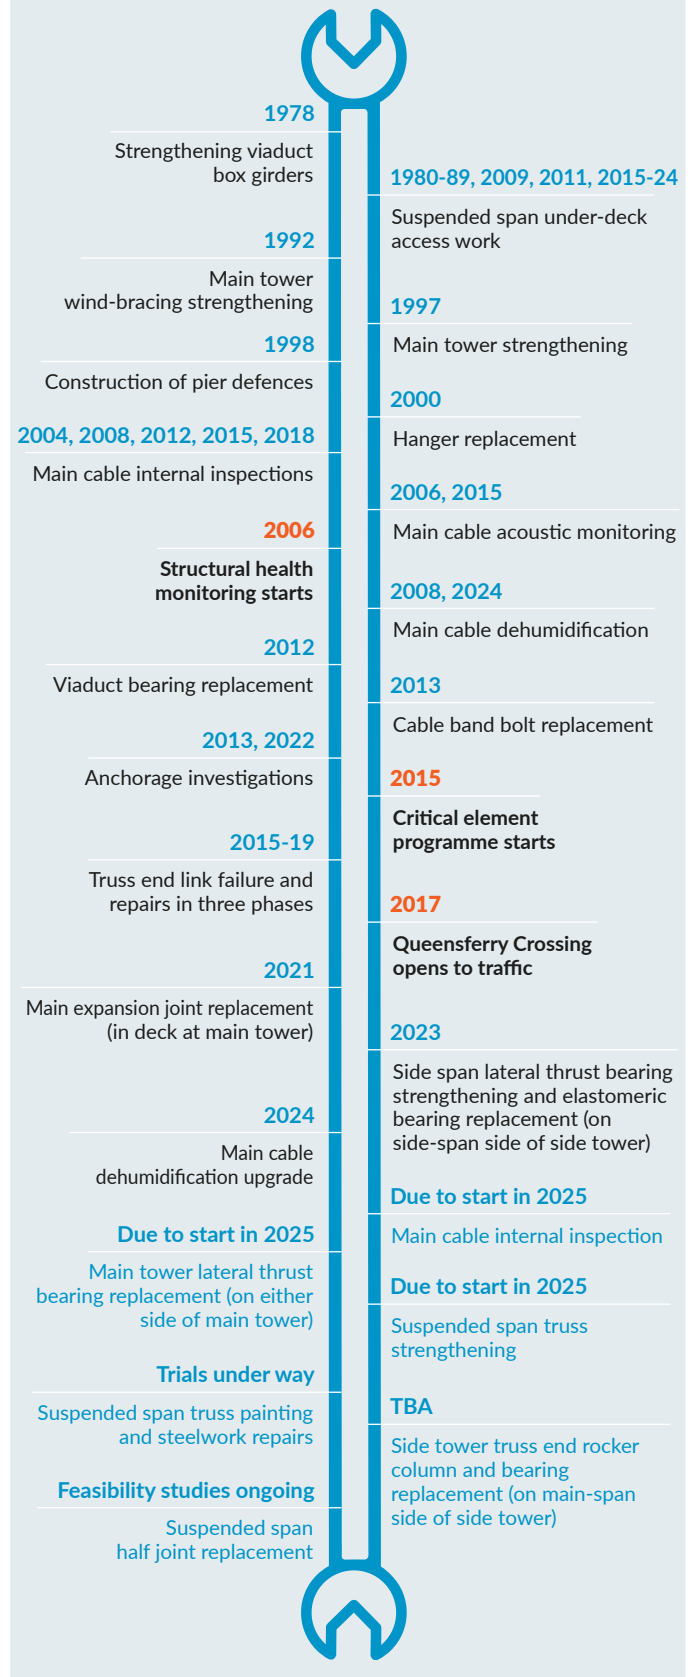 1978
Strengthening viaduct
box girders
1980-89, 2009, 2011, 2015-24
Suspended span under-deck
access work
1992
Main tower
wind-bracing strengthening
1997
Main tower strengthening
1998
Construction of pier defences
2000
Hanger replacement
2004, 2008, 2012, 2015, 2018
Main cable internal inspections
2006, 2015
Main cable acoustic monitoring
2006
Structural health
monitoring starts
2008, 2024
Main cable dehumidification
2012
Viaduct bearing replacement
2013
Cable band bolt replacement
2013, 2022
Anchorage investigations
2015
Critical element
programme starts
2015-19
Truss end link failure and
repairs in three phases
2017
Queensferry Crossing
opens to traffic
2021
Main expansion joint replacement
(in deck at main tower)
2023
Side span lateral thrust bearing
strengthening and elastomeric
bearing replacement (on
side-span side of side tower)
2024
Main cable
dehumidification upgrade
Due to start in 2025
Main cable internal inspection
Due to start in 2025
Main tower lateral thrust
bearing replacement (on either
side of main tower)
Due to start in 2025
Suspended span truss
strengthening
Trials under way
Suspended span truss painting
and steelwork repairs
TBA
Side tower truss end rocker
column and bearing
replacement (on main-span
side of side tower)
Feasibility studies ongoing
Suspended span
half joint replacement